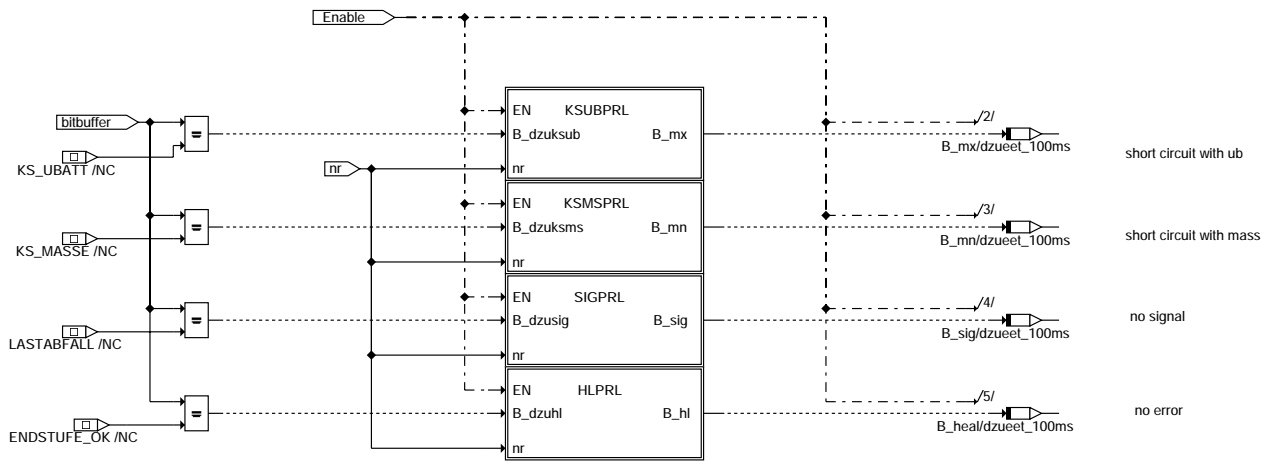 Enable
EN KSUBPRL
bitbuffer
=
B_dzuksub B_mx
/2/
B_mx/dzueet_100ms
short circuit with ub
KS_UBATT /NC
nr
nr
EN KSMSPRL
=
B_dzuksms B_mn
/3/
B_mn/dzueet_100ms
short circuit with mass
KS_MASSE /NC
nr
EN SIGPRL
=
B_dzusig B_sig
/4/
B_sig/dzueet_100ms
no signal
LASTABFALL /NC
nr
EN HLPRL
=
B_dzuhl B_hl
/5/
B_heal/dzueet_100ms
no error
ENDSTUFE_OK /NC
nr